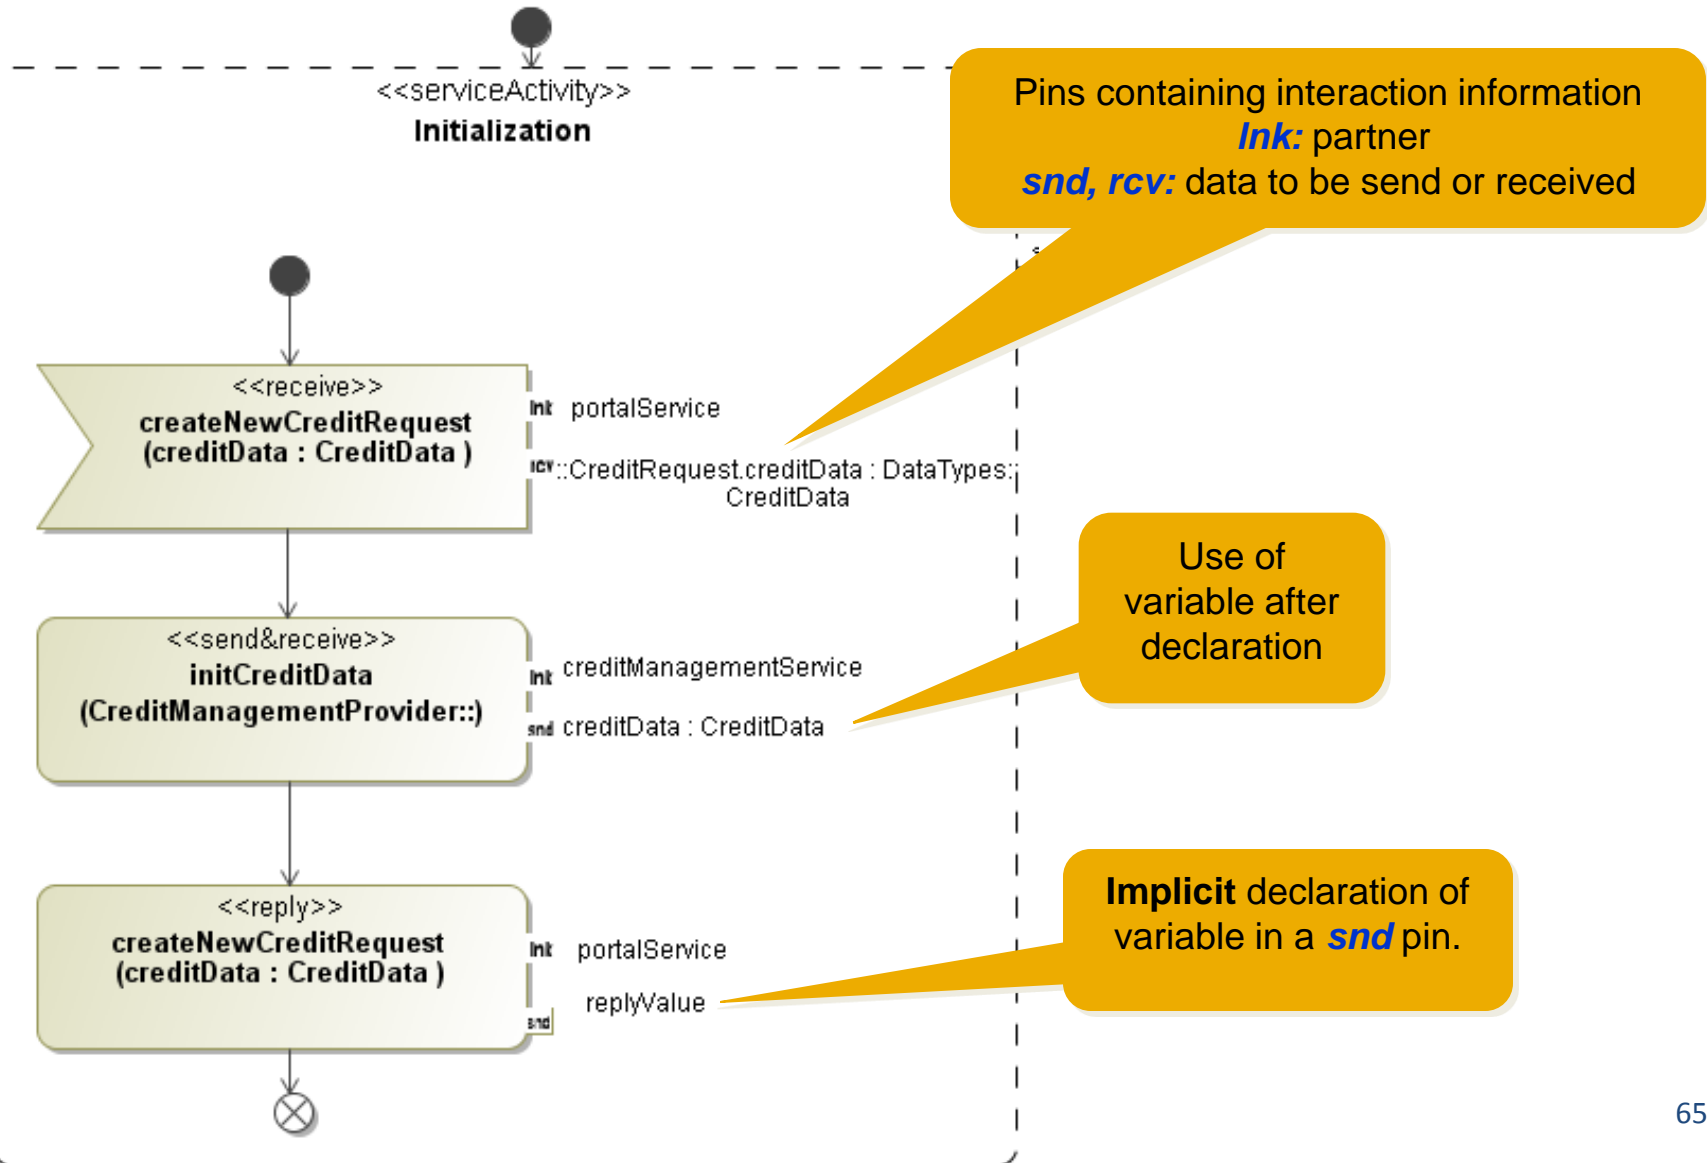 <<serviceActivity>>
Initialization
Pins containing interaction information
lnk: partner
snd, rcv: data to be send or received
<<receive>>
createNewCreditRequest
(creditData : CreditData )
lnk portalService
rcv ::CreditRequest.creditData : DataTypes::
CreditData
Use of
variable after
declaration
<<send&receive>>
initCreditData
(CreditManagementProvider::)
lnk creditManagementService
snd creditData : CreditData
Implicit declaration of
variable in a snd pin.
<<reply>>
createNewCreditRequest
(creditData : CreditData )
lnk portalService
replyValue
snd
65